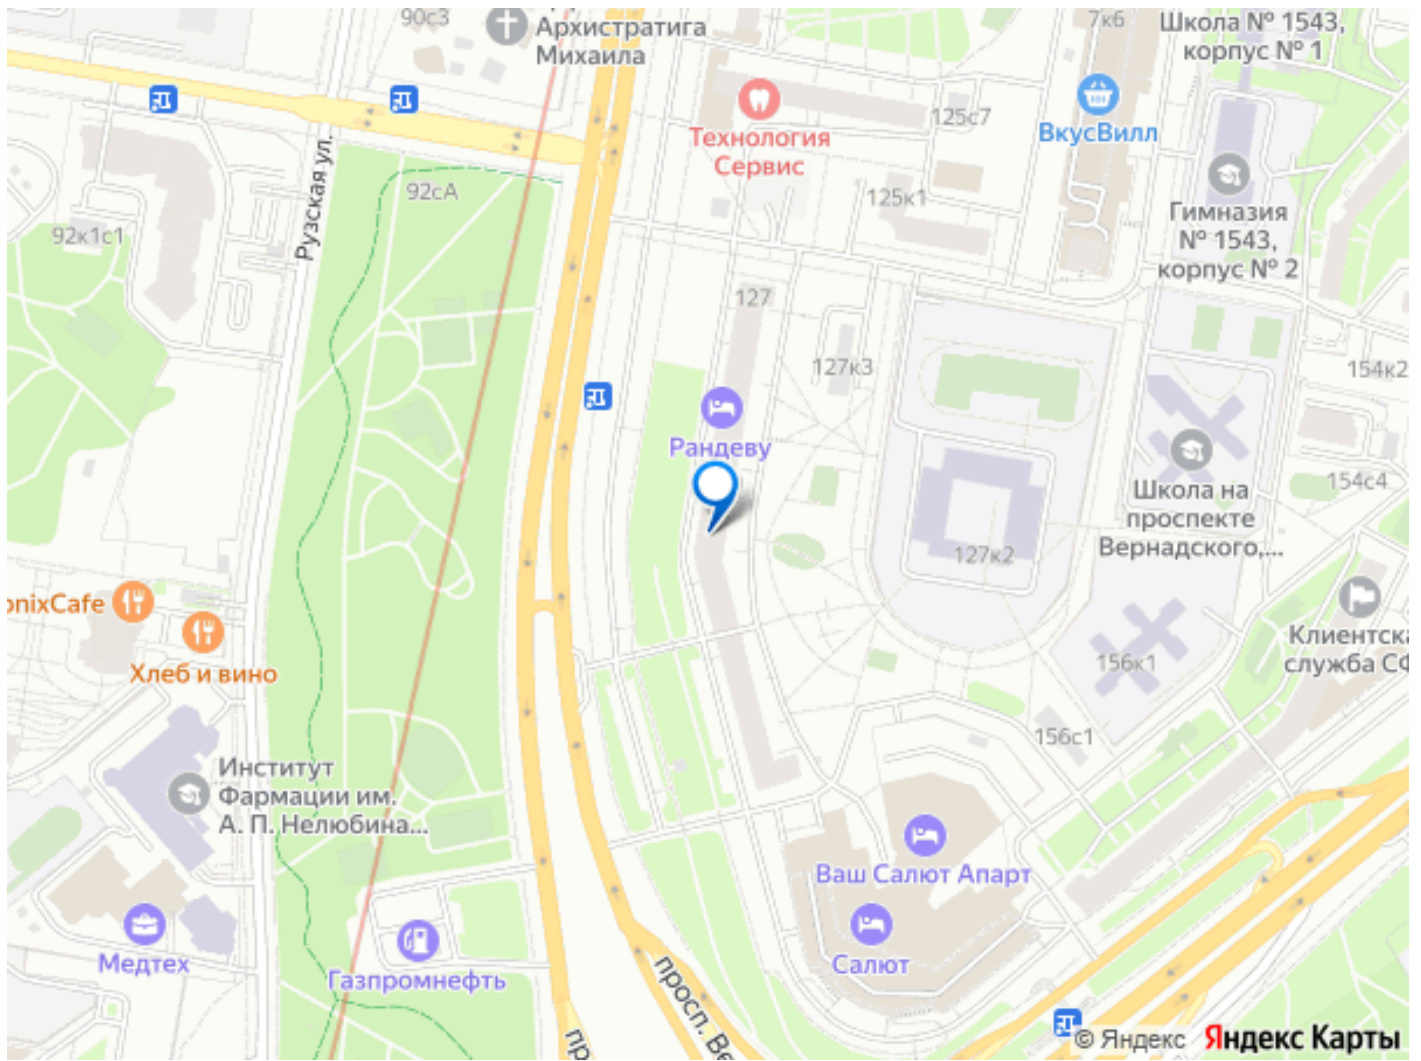 90с3
Архистратига
Михаила
7к6
Школа № 1543,
корпус № 1
Технология
Сервис
125с7
ВкусВилл
Рузская ул.
92сА
125к1
Гимназия
№ 1543,
корпус № 2
92к1с1
127
127к3
154к2
Рандеву
Школа на
проспекте
Вернадского,...
154с4
127к2
onixCafe
Хлеб и вино
Клиентска
служба СФ
156к1
156с1
Институт
Фармации им.
А. П. Нелюбина...
Ваш Салют Апарт
Салют
Медтех
Газпромнефть
просп. Ве
пр
© Яндекс Яндекс Карты